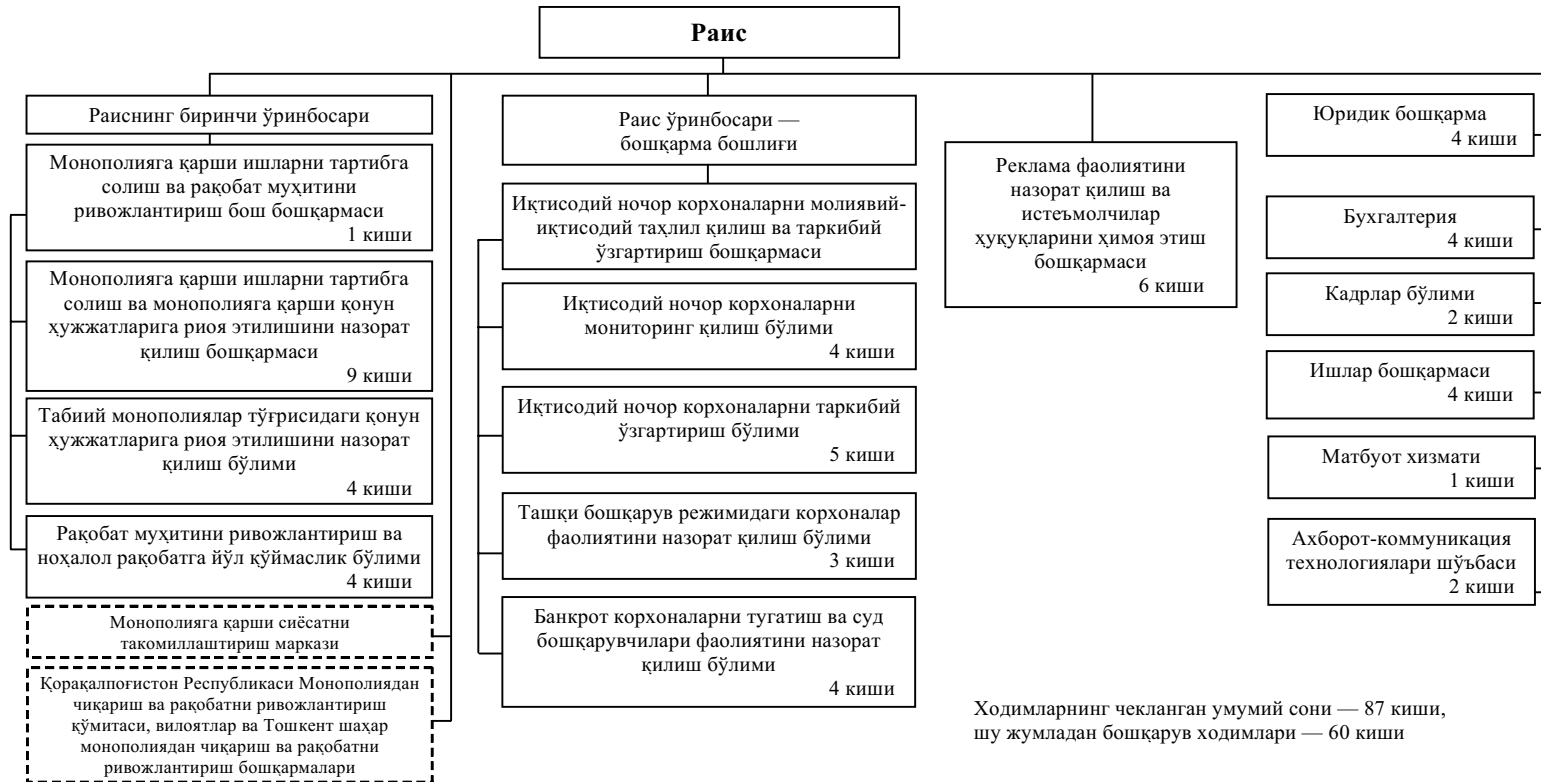 Раис
Раиснинг биринчи ўринбосари
Монополияга қарши ишларни тартибга
солиш ва рақобат муҳитини
ривожлантириш бош бошқармаси
1 киши
Монополияга қарши ишларни тартибга
солиш ва монополияга қарши қонун
ҳужжатларига риоя этилишини назорат
қилиш бошқармаси
9 киши
Табиий монополиялар тўғрисидаги қонун
ҳужжатларига риоя этилишини назорат
қилиш бўлими
4 киши
Рақобат муҳитини ривожлантириш ва
ноҳалол рақобатга йўл қўймаслик бўлими
4 киши
Монополияга қарши сиёсатни
такомиллаштириш маркази
Қорақалпоғистон Республикаси Монополиядан
чиқариш ва рақобатни ривожлантириш
қўмитаси, вилоятлар ва Тошкент шаҳар
монополиядан чиқариш ва рақобатни
ривожлантириш бошқармалари
Раис ўринбосари —
бошқарма бошлиғи
Иқтисодий ночор корхоналарни молиявий-
иқтисодий таҳлил қилиш ва таркибий
ўзгартириш бошқармаси
Иқтисодий ночор корхоналарни
мониторинг қилиш бўлими
4 киши
Иқтисодий ночор корхоналарни таркибий
ўзгартириш бўлими
5 киши
Ташқи бошқарув режимидаги корхоналар
фаолиятини назорат қилиш бўлими
3 киши
Банкрот корхоналарни тугатиш ва суд
бошқарувчилари фаолиятини назорат
қилиш бўлими
4 киши
Реклама фаолиятини
назорат қилиш ва
истеъмолчилар
ҳуқуқларини ҳимоя этиш
бошқармаси
6 киши
Юридик бошқарма
4 киши
Бухгалтерия
4 киши
Кадрлар бўлими
2 киши
Ишлар бошқармаси
4 киши
Матбуот хизмати
1 киши
Ахборот-коммуникация
технологиялари шўъбаси
2 киши
Ходимларнинг чекланган умумий сони — 87 киши,
шу жумладан бошқарув ходимлари — 60 киши